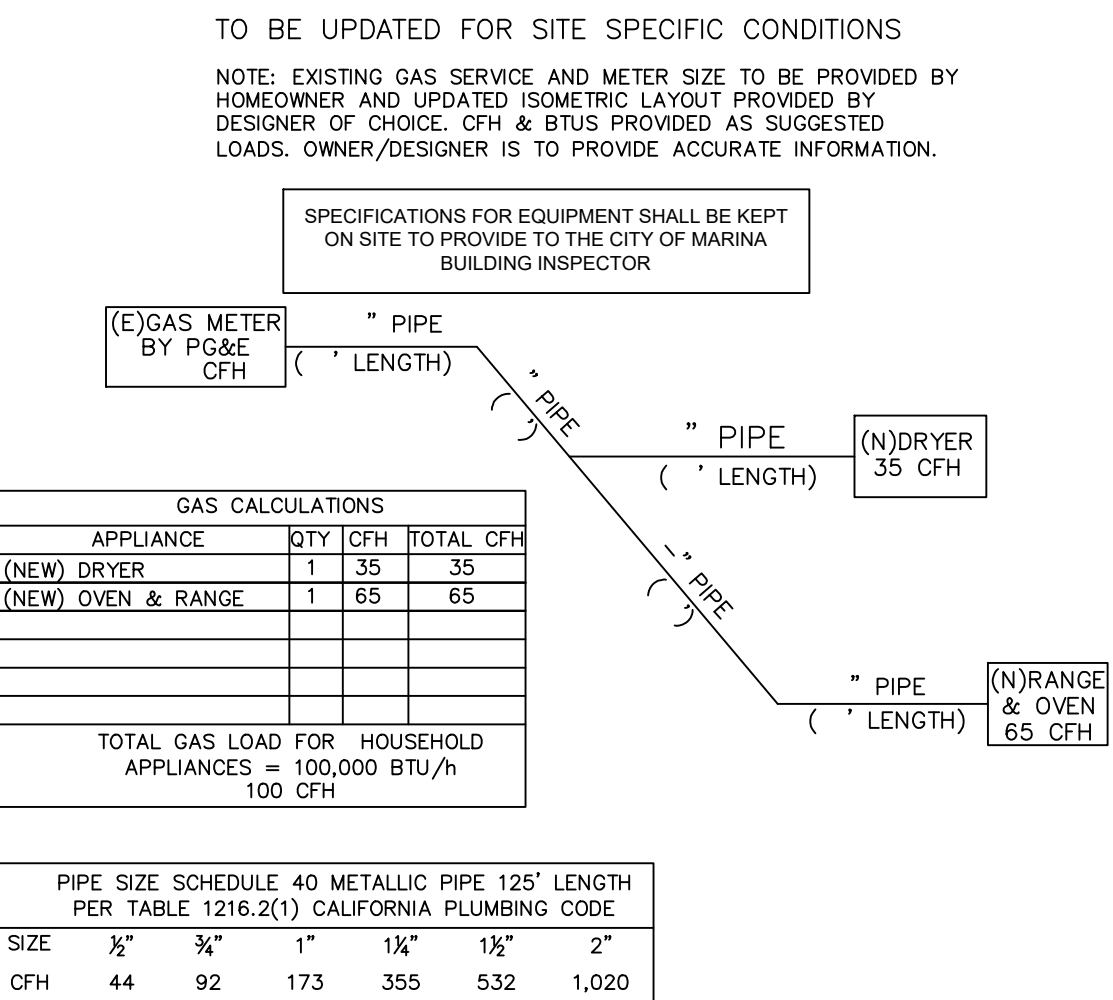 TO BE UPDATED FOR SITE SPECIFIC CONDITIONS
NOTE: EXISTING GAS SERVICE AND METER SIZE TO BE PROVIDED BY
HOMEOWNER AND UPDATED ISOMETRIC LAYOUT PROVIDED BY
DESIGNER OF CHOICE. CFH & BTUS PROVIDED AS SUGGESTED
LOADS. OWNER/DESIGNER IS TO PROVIDE ACCURATE INFORMATION.
SPECIFICATIONS FOR EQUIPMENT SHALL BE KEPT
ON SITE TO PROVIDE TO THE CITY OF MARINA
BUILDING INSPECTOR
(E)GAS METER
BY PG&E
CFH
" PIPE
( ' LENGTH)
" PIPE
( ')
" PIPE
( ' LENGTH)
(N)DRYER
35 CFH
_" PIPE
( ')
" PIPE
( ' LENGTH)
(N)RANGE
& OVEN
65 CFH
GAS CALCULATIONS
APPLIANCE QTY CFH TOTAL CFH
(NEW) DRYER 1 35 35
(NEW) OVEN & RANGE 1 65 65
TOTAL GAS LOAD FOR HOUSEHOLD
APPLIANCES = 100,000 BTU/h
100 CFH
PIPE SIZE SCHEDULE 40 METALLIC PIPE 125' LENGTH
PER TABLE 1216.2(1) CALIFORNIA PLUMBING CODE
SIZE ½" ¾" 1" 1¼" 1½" 2"
CFH 44 92 173 355 532 1,020